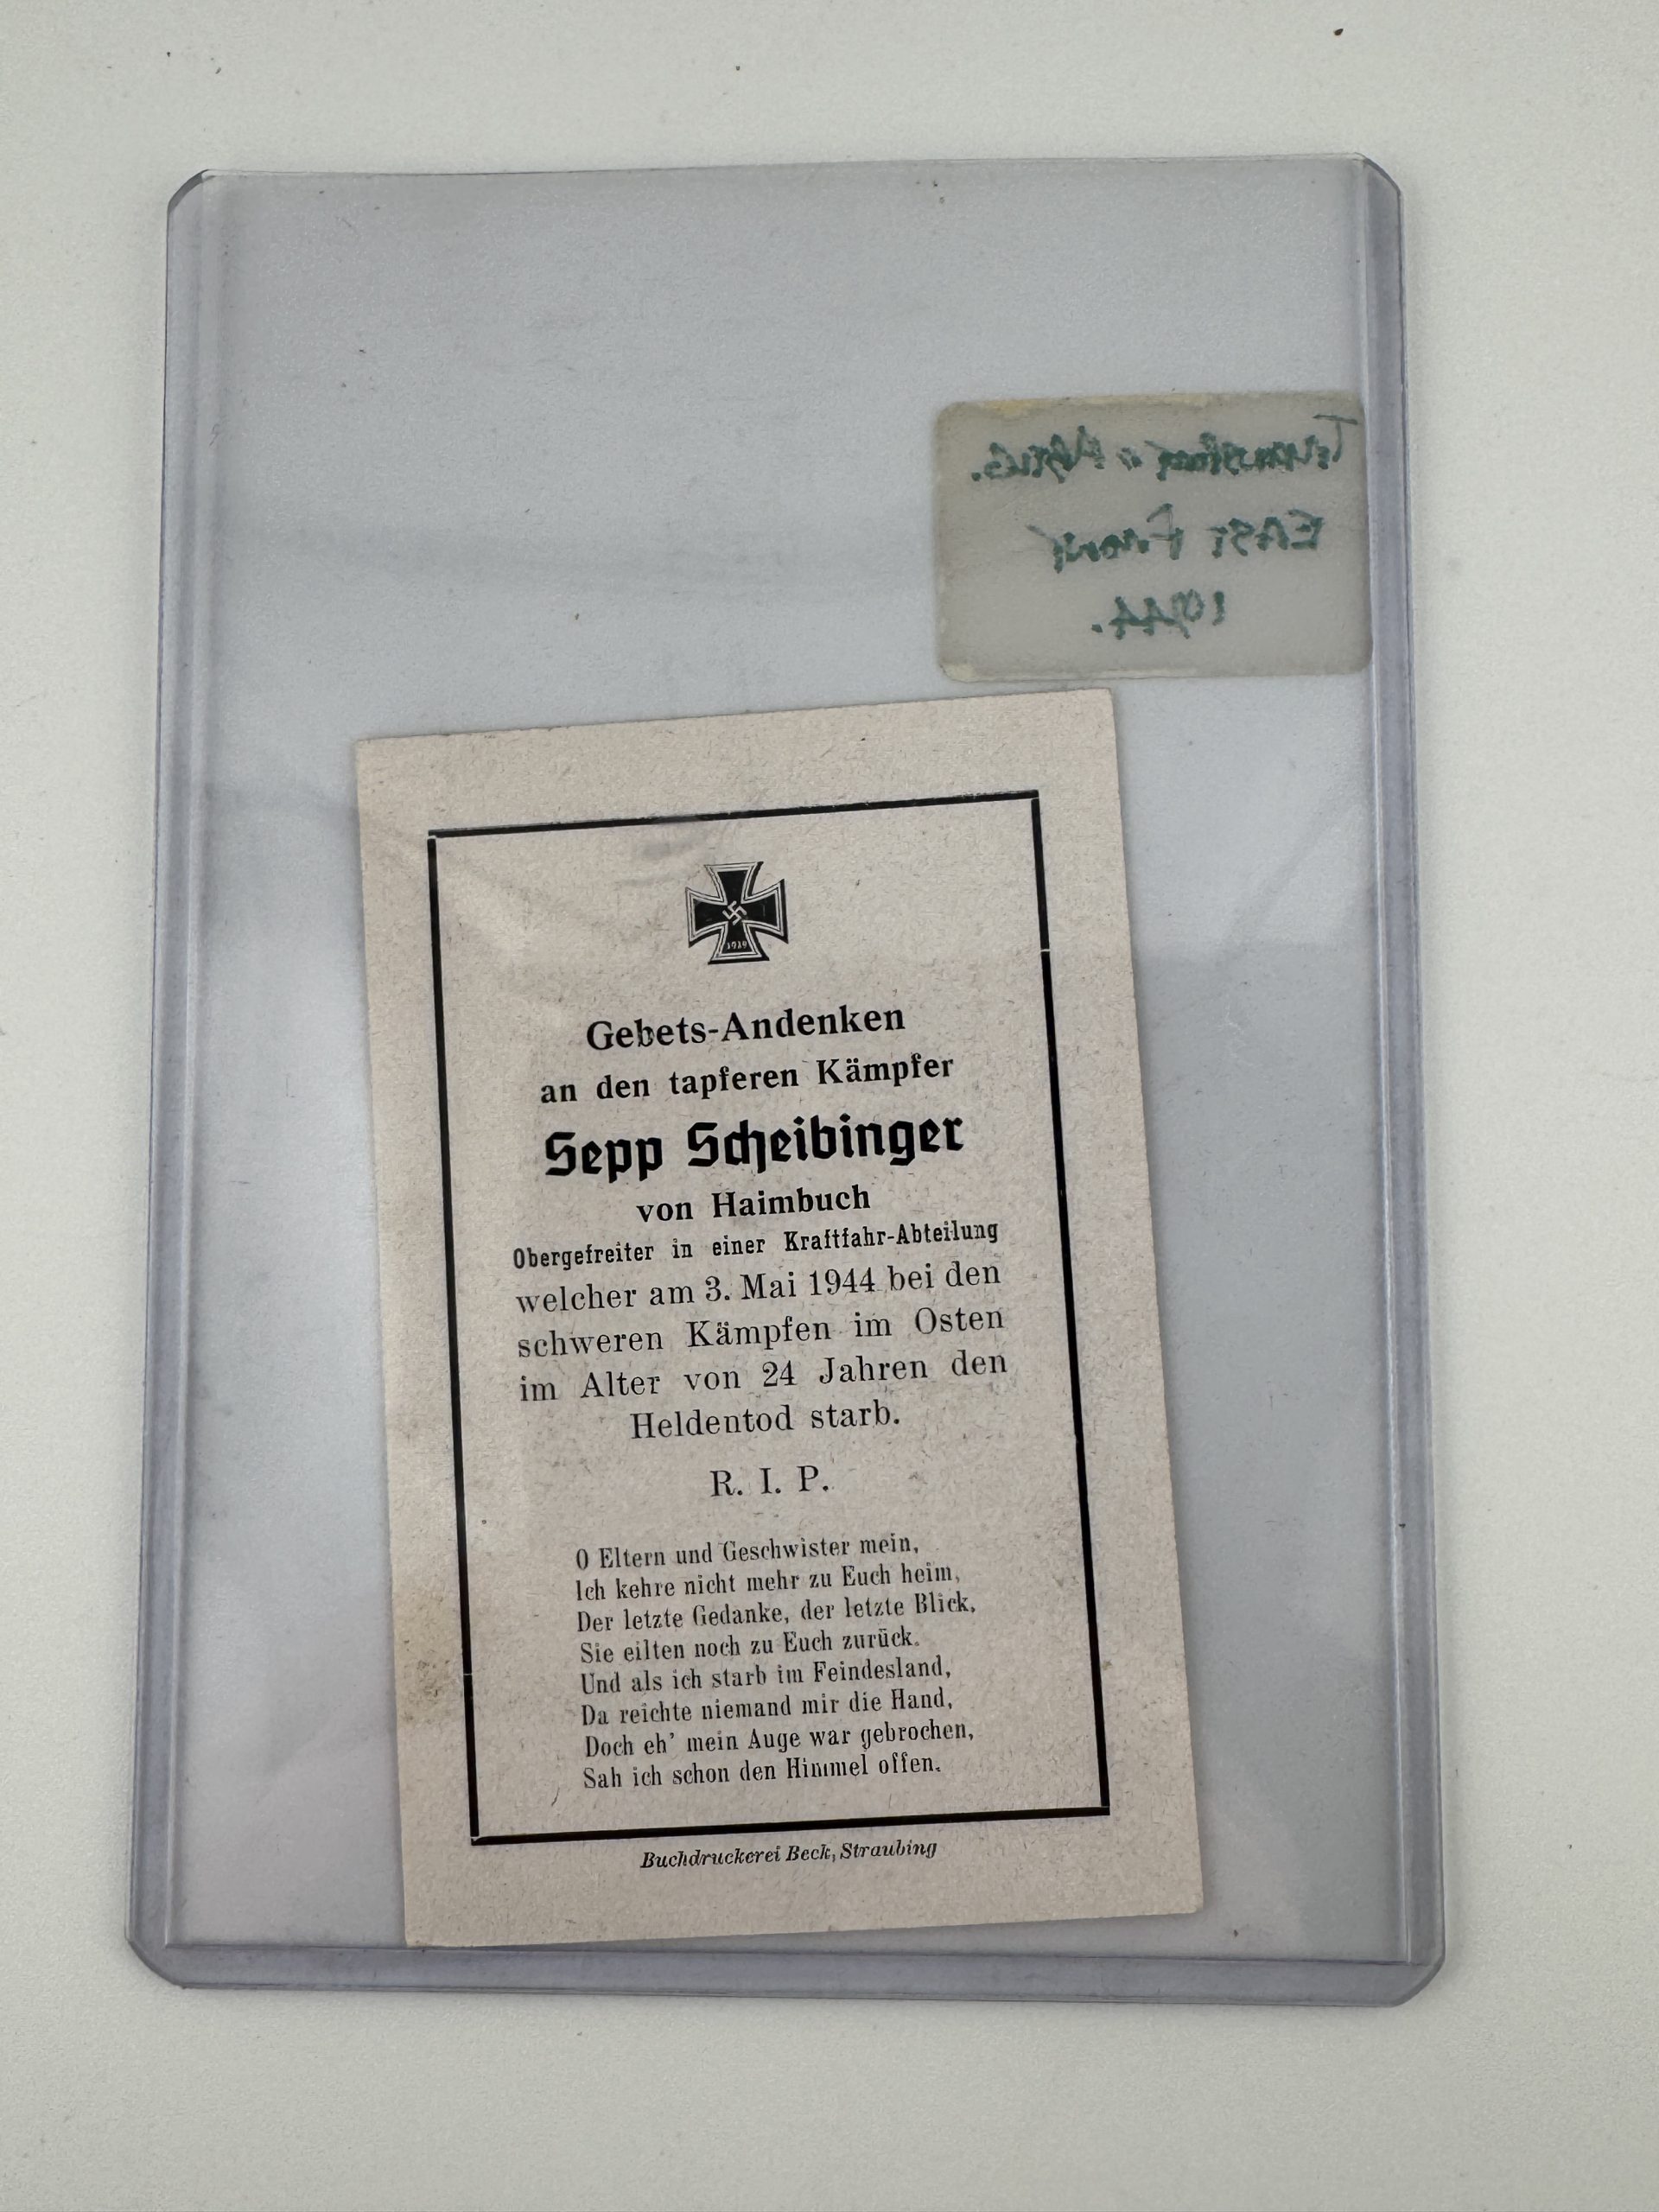 EAST Front
1944.
1939
Gebets-Andenken
an den tapferen Kämpfer
Sepp Scheibinger
von Haimbuch
Obergefreiter in einer Kraftfahr-Abteilung
welcher am 3. Mai 1944 bei den
schweren Kämpfen im Osten
im Alter von 24 Jahren den
Heldentod starb.
R. I. P.
O Eltern und Geschwister mein,
Ich kehre nicht mehr zu Euch heim,
Der letzte Gedanke, der letzte Blick,
Sie eilten noch zu Euch zurück.
Und als ich starb im Feindesland,
Da reichte niemand mir die Hand,
Doch eh' mein Auge war gebrochen,
Sah ich schon den Himmel offen.
Buchdruckerei Beck, Straubing